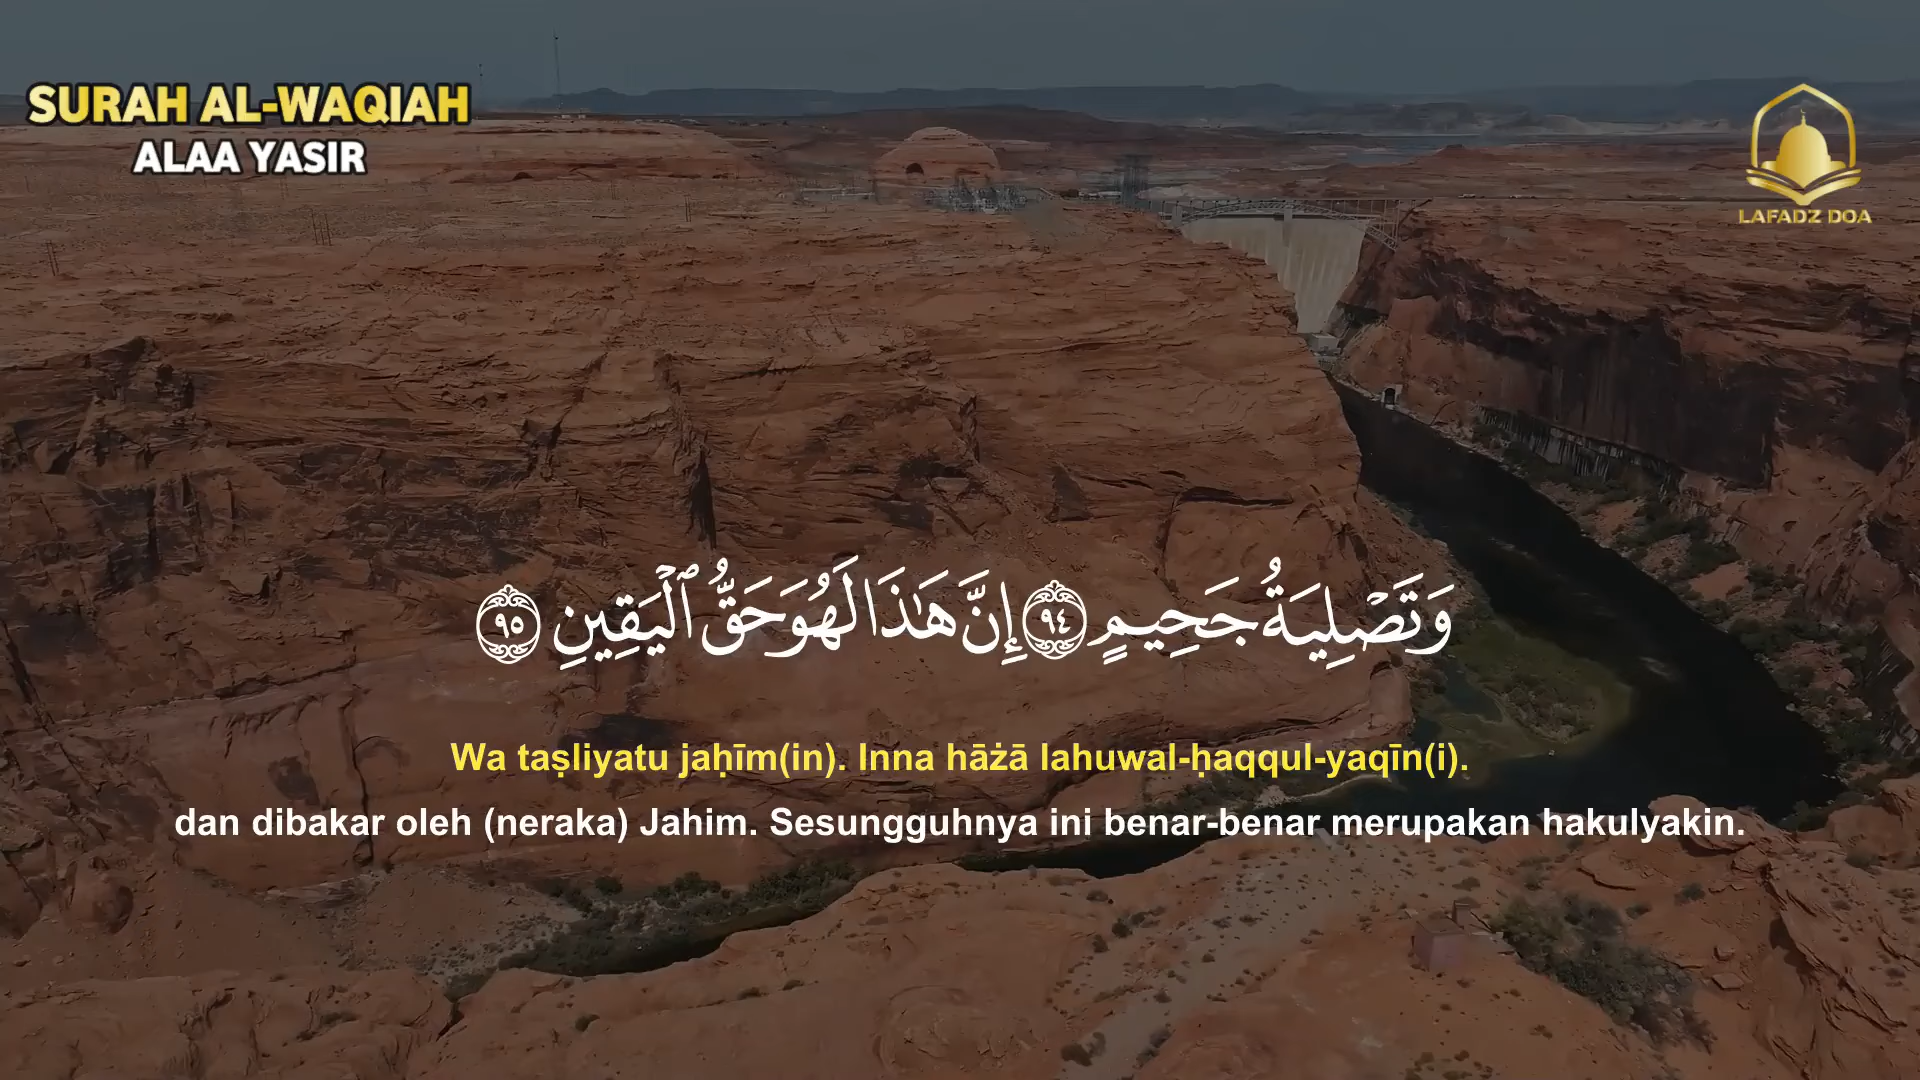 SURAH AL-WAQIAH
ALAA YASIR
LAFADZ DOA
وَتَصْلِيَةُ جَحِيمٍ ٩٤ إِنَّ هَٰذَا لَهُوَ حَقُّ ٱلْيَقِينِ ٩٥
Wa taṣliyatu jaḥīm(in). Inna hāżā lahuwal-ḥaqqul-yaqīn(i).
dan dibakar oleh (neraka) Jahim. Sesungguhnya ini benar-benar merupakan hakulyakin.